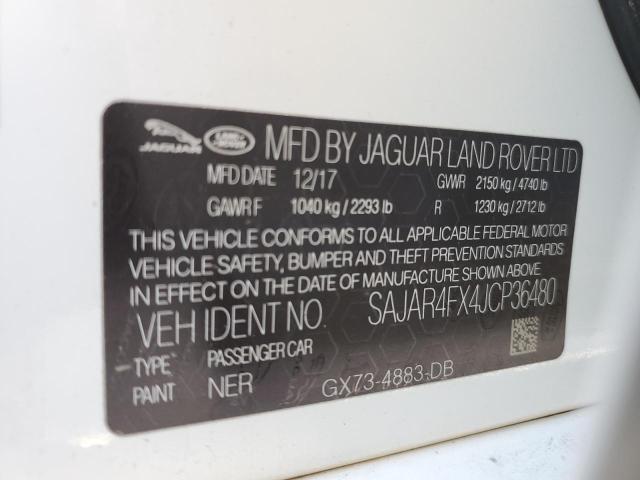 JAGUAR LAND ROVER MFD BY JAGUAR LAND ROVER LTD
MFD DATE 12/17 GVWR 2150 kg / 4740 lb
GAWR F 1040 kg / 2293 lb R 1230 kg / 2712 lb
THIS VEHICLE CONFORMS TO ALL APPLICABLE FEDERAL MOTOR
VEHICLE SAFETY, BUMPER AND THEFT PREVENTION STANDARDS
IN EFFECT ON THE DATE OF MANUFACTURE SHOWN ABOVE.
VEH IDENT NO. SAJAR4FX4JCP36480
TYPE PASSENGER CAR
NER GX73-4883-DB